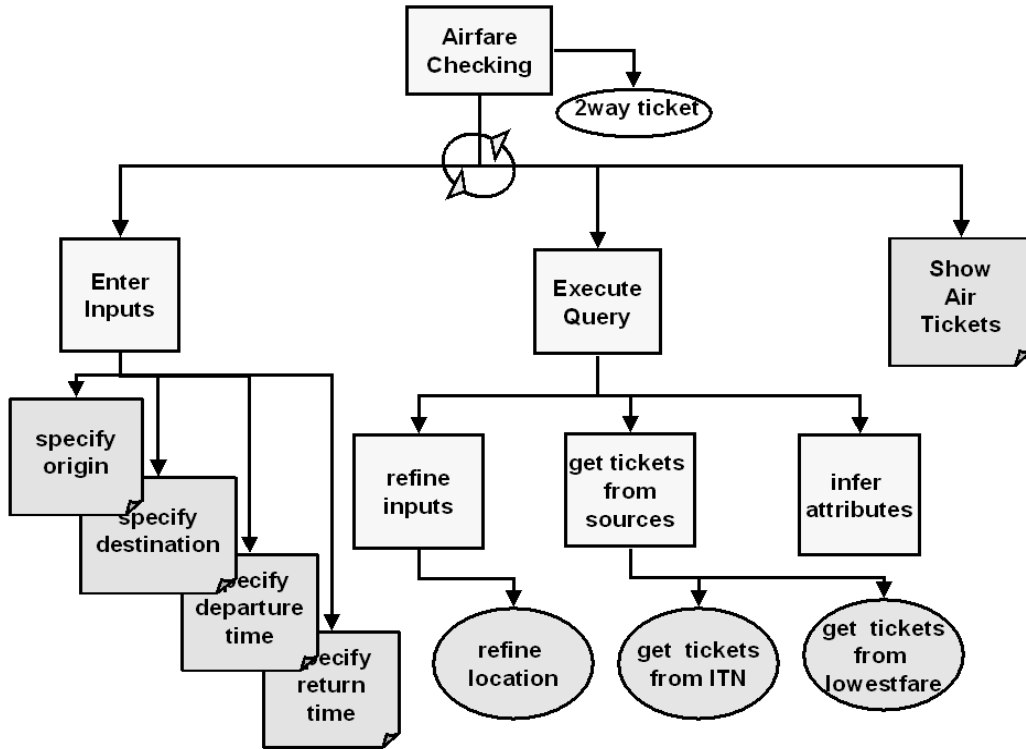 Airfare
Checking
2way ticket
Enter
Inputs
Execute
Query
Show
Air
Tickets
specify
origin
specify
destination
specify
departure
time
specify
return
time
refine
inputs
get tickets
from
sources
infer
attributes
refine
location
get tickets
from ITN
get tickets
from
lowestfare